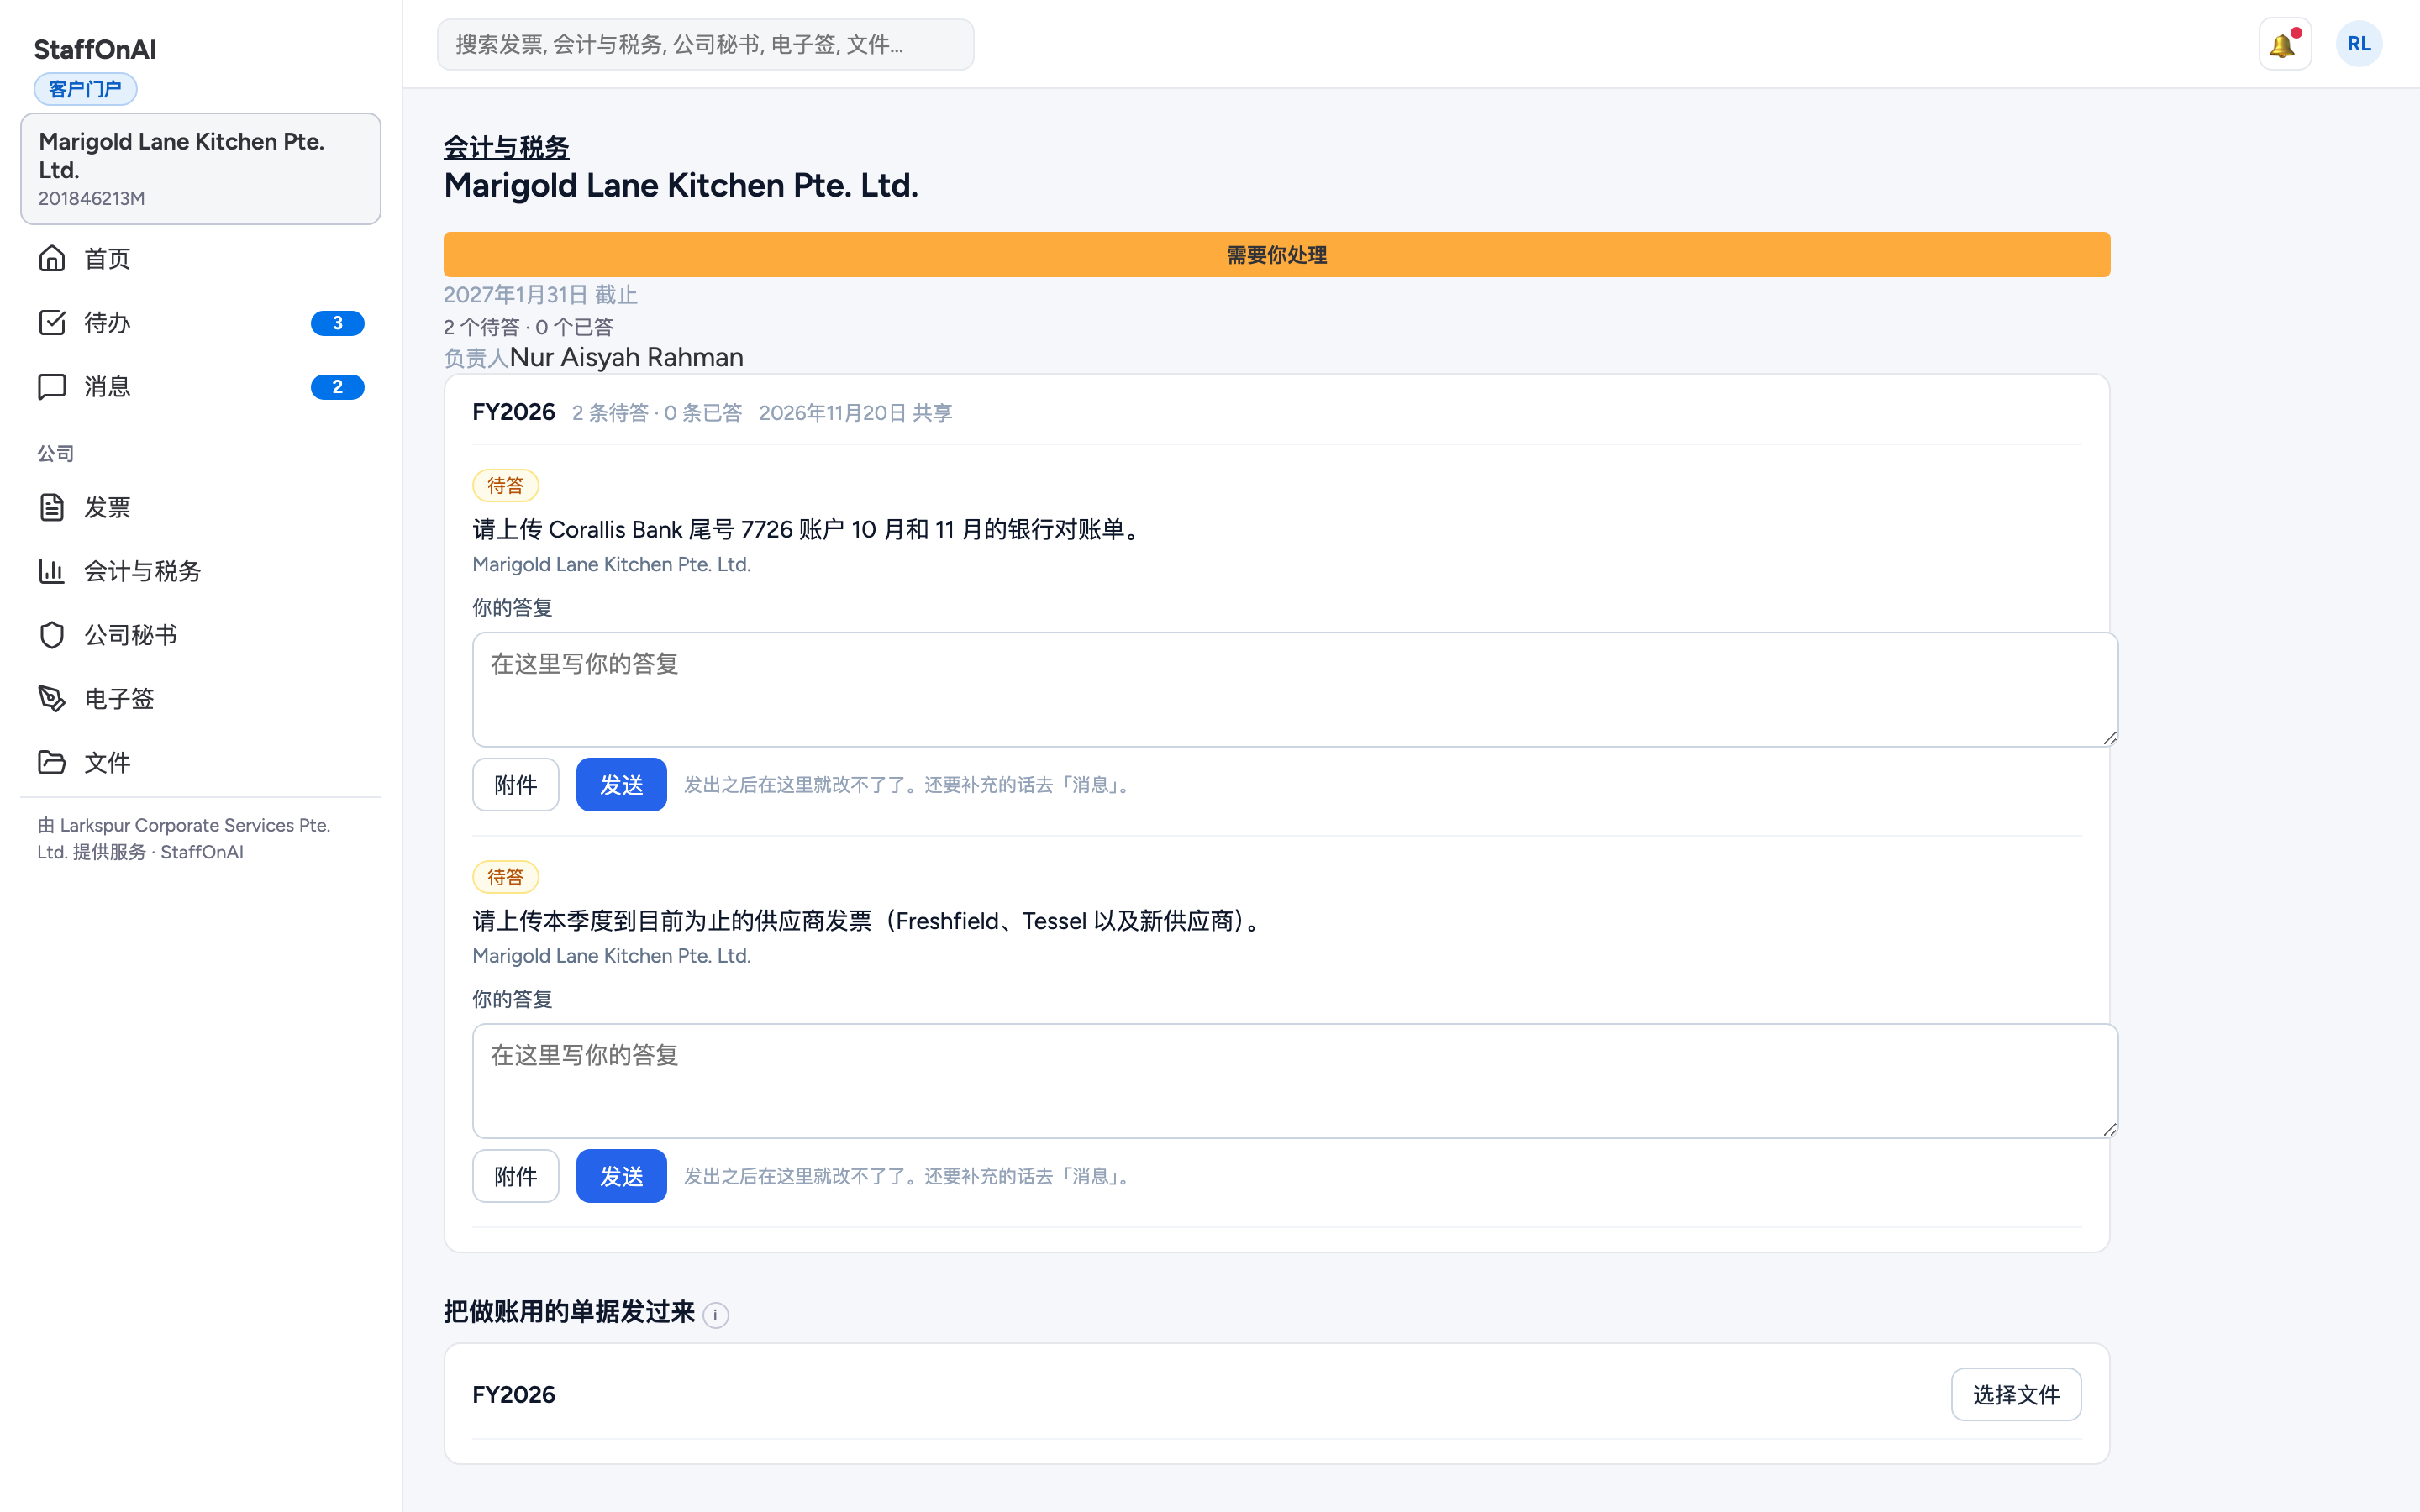 StaffOnAI
客户门户
Marigold Lane Kitchen Pte.
Ltd.
201846213M
首页
待办
3
消息
2
公司
发票
会计与税务
公司秘书
电子签
文件
由 Larkspur Corporate Services Pte.
Ltd. 提供服务 · StaffOnAI
搜索发票, 会计与税务, 公司秘书, 电子签, 文件...
RL
会计与税务
Marigold Lane Kitchen Pte. Ltd.
需要你处理
2027年1月31日 截止
2 个待答 · 0 个已答
负责人Nur Aisyah Rahman
FY2026 2 条待答 · 0 条已答 2026年11月20日 共享
待答
请上传 Corallis Bank 尾号 7726 账户 10 月和 11 月的银行对账单。
Marigold Lane Kitchen Pte. Ltd.
你的答复
在这里写你的答复
附件 发送 发出之后在这里就改不了了。还要补充的话去「消息」。
待答
请上传本季度到目前为止的供应商发票（Freshfield、Tessel 以及新供应商）。
Marigold Lane Kitchen Pte. Ltd.
你的答复
在这里写你的答复
附件 发送 发出之后在这里就改不了了。还要补充的话去「消息」。
把做账用的单据发过来 i
FY2026 选择文件